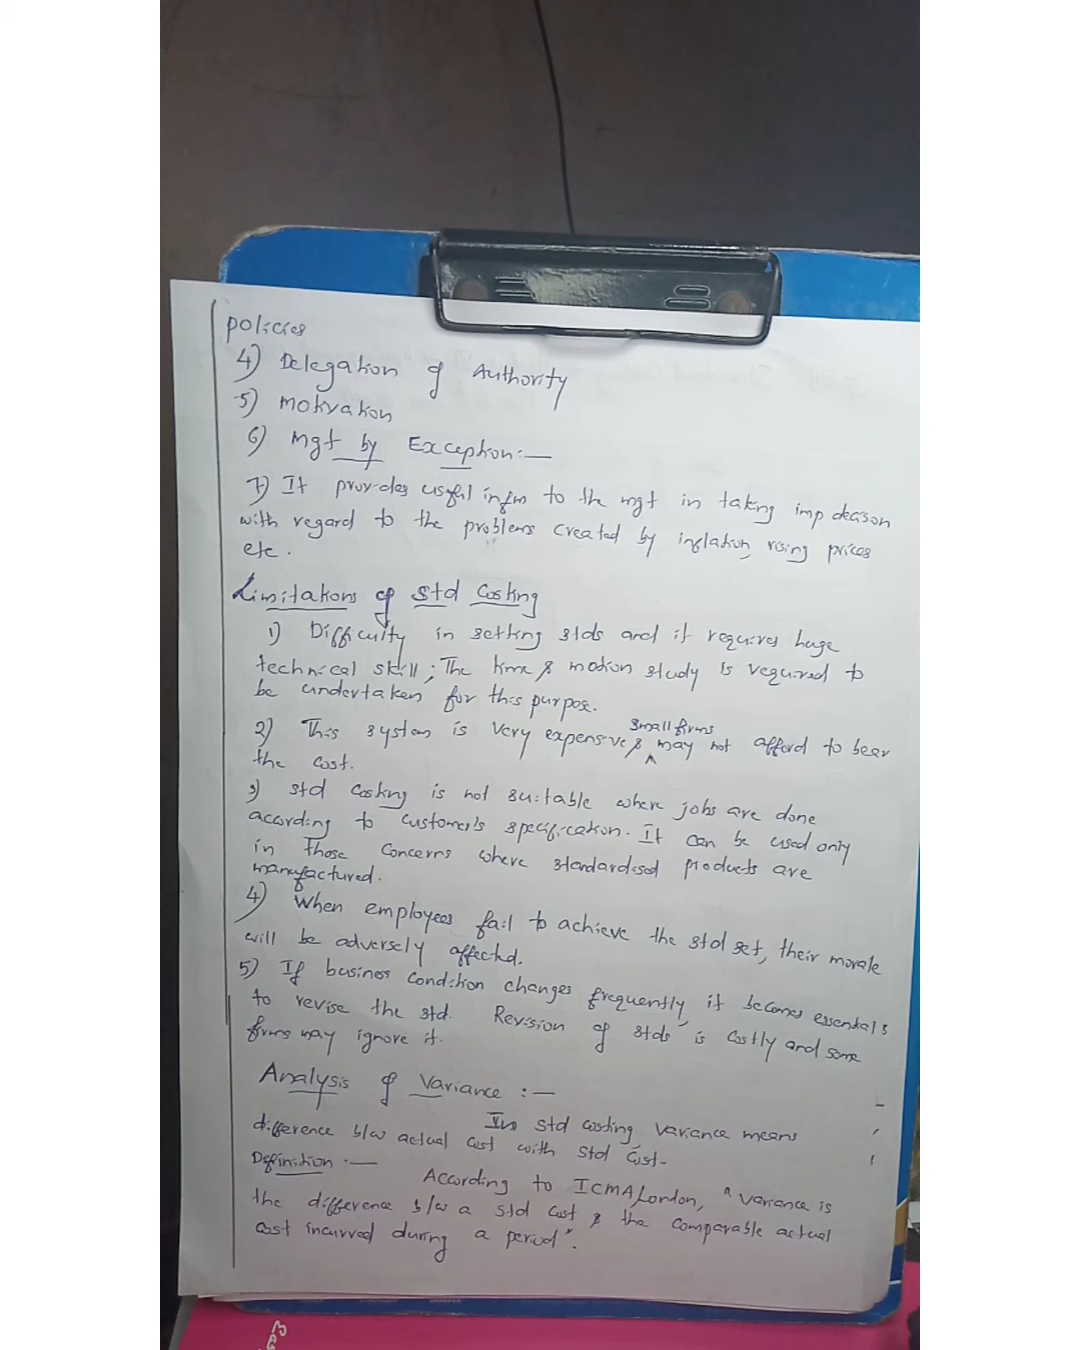 policies
4) Delegation of Authority
5) Motivation
6) Mgt by Exception :—
7) It provides useful infm to the mgt in taking imp decision
with regard to the problems created by inflation, rising prices
etc.
Limitations of Std Costing
1) Difficulty in setting stds and it requires huge
technical skill; The time & motion study is required to
be undertaken for this purpose.
2) This system is very expensive & small firms may not afford to bear
the cost.
3) Std costing is not suitable where jobs are done
according to customer's specification. It can be used only
in those concerns where standardised products are
manufactured.
4) When employees fail to achieve the std set, their morale
will be adversely affected.
5) If business condition changes frequently, it becomes essential
to revise the std. Revision of stds is costly and some
firms may ignore it.
Analysis of Variance :—
In std costing, variance means
difference b/w actual cost with std cost.
Definition :—
According to ICMA, London, "Variance is
the difference b/w a std cost & the comparable actual
cost incurred during a period".